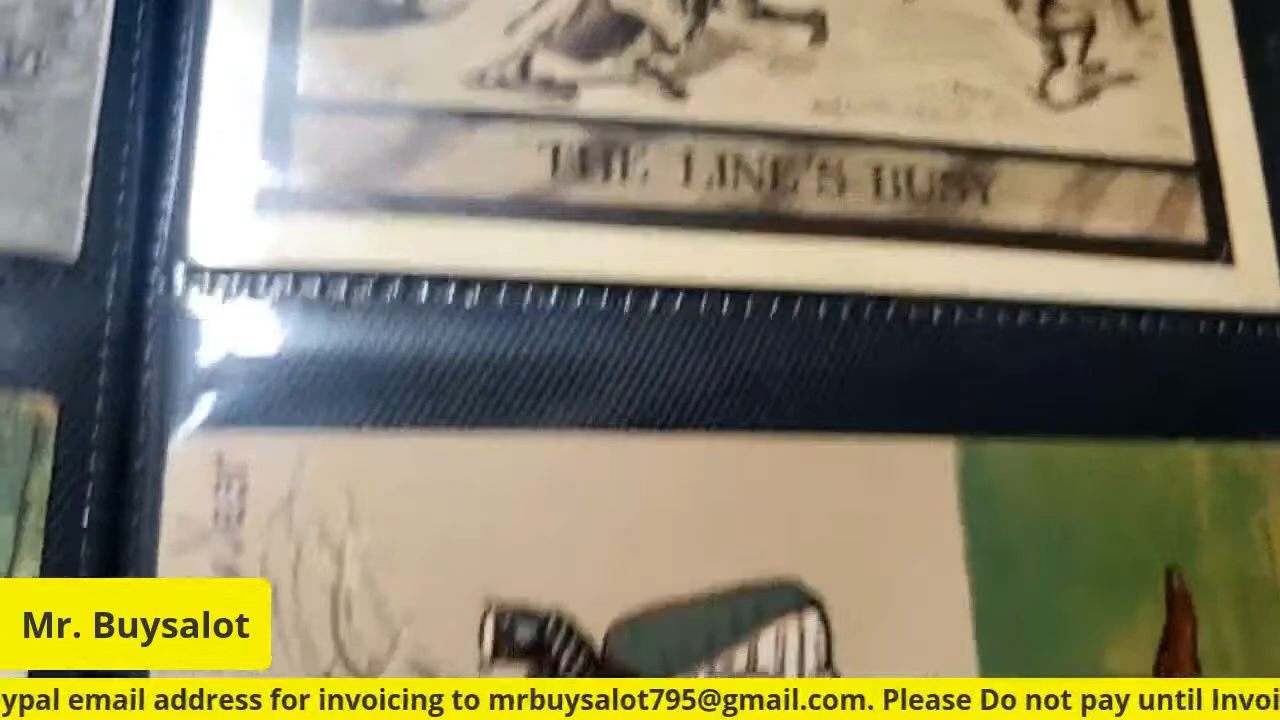 THE LINE'S BUSY
Mr. Buysalot
ypal email address for invoicing to mrbuysalot795@gmail.com. Please Do not pay until Invoi